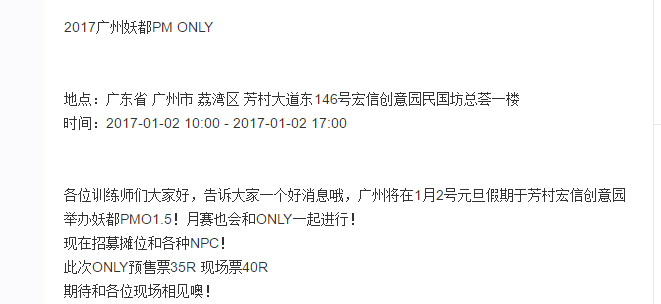 2017广州妖都PM ONLY
地点：广东省 广州市 荔湾区 芳村大道东146号宏信创意园民国坊总荟一楼
时间：2017-01-02 10:00 - 2017-01-02 17:00
各位训练师们大家好，告诉大家一个好消息哦，广州将在1月2号元旦假期于芳村宏信创意园
举办妖都PMO1.5！月赛也会和ONLY一起进行！
现在招募摊位和各种NPC！
此次ONLY预售票35R 现场票40R
期待和各位现场相见噢！